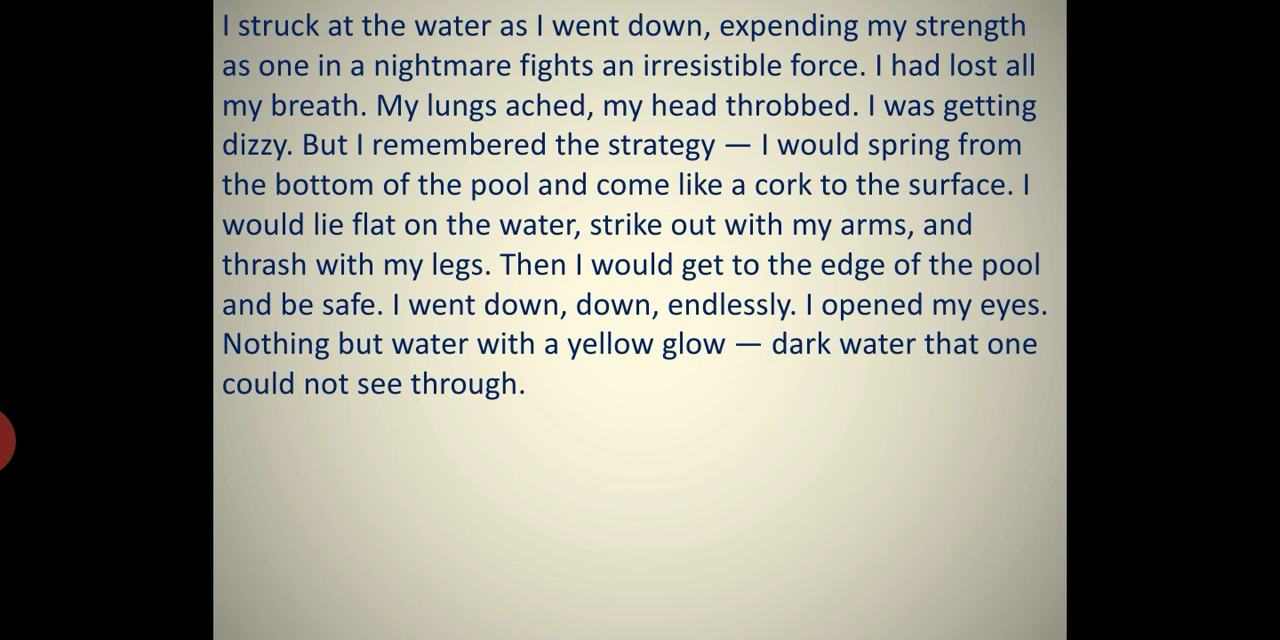 I struck at the water as I went down, expending my strength
as one in a nightmare fights an irresistible force. I had lost all
my breath. My lungs ached, my head throbbed. I was getting
dizzy. But I remembered the strategy — I would spring from
the bottom of the pool and come like a cork to the surface. I
would lie flat on the water, strike out with my arms, and
thrash with my legs. Then I would get to the edge of the pool
and be safe. I went down, down, endlessly. I opened my eyes.
Nothing but water with a yellow glow — dark water that one
could not see through.